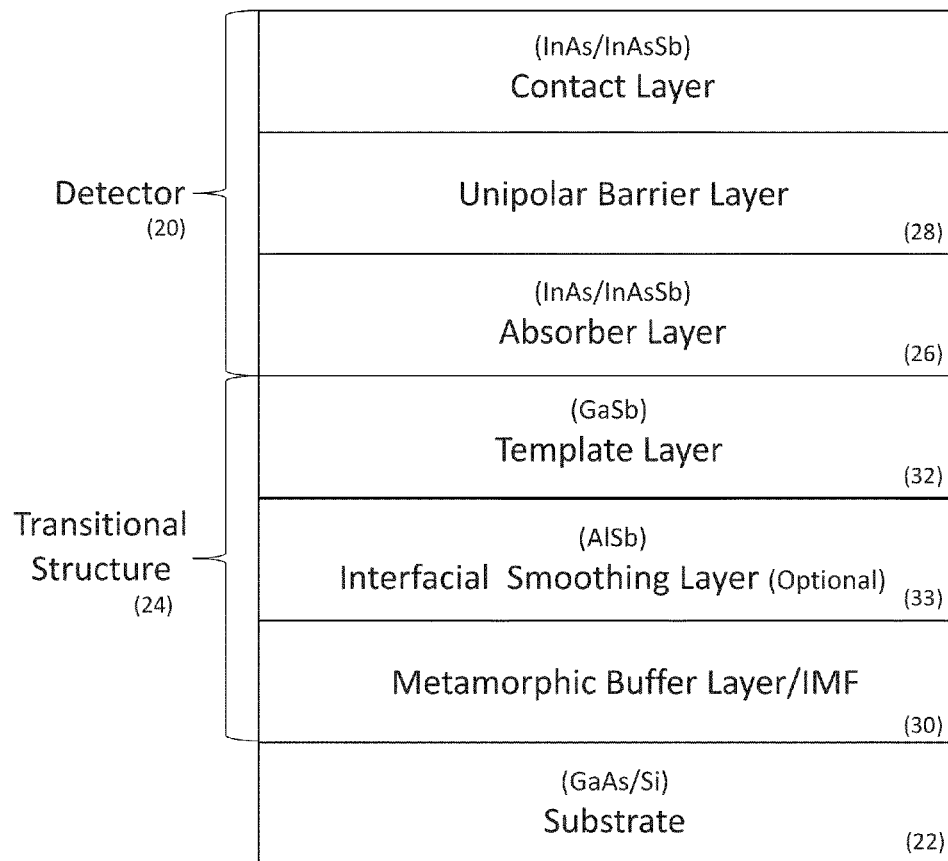 (InAs/InAsSb)
Contact Layer
Detector
(20)
Unipolar Barrier Layer
(28)
(InAs/InAsSb)
Absorber Layer
(26)
(GaSb)
Template Layer
(32)
Transitional
Structure
(24)
(AlSb)
Interfacial Smoothing Layer (Optional)
(33)
Metamorphic Buffer Layer/IMF
(30)
(GaAs/Si)
Substrate
(22)